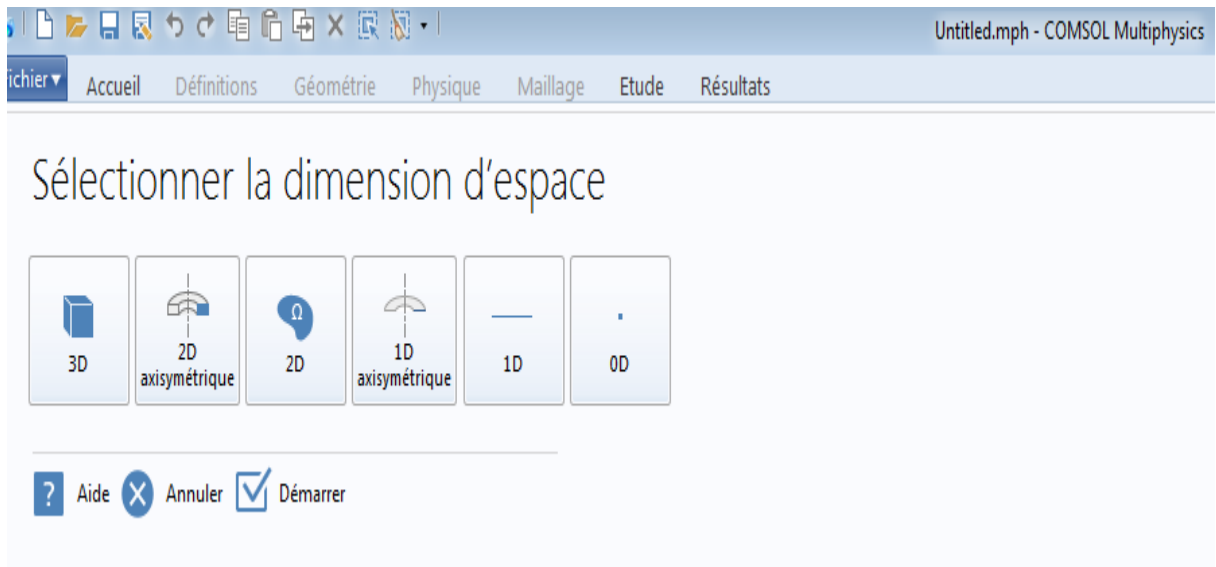 Untitled.mph - COMSOL Multiphysics
ichier Accueil Définitions Géométrie Physique Maillage Etude Résultats
Sélectionner la dimension d'espace
3D
2D
axisymétrique
Ω
2D
1D
axisymétrique
1D
0D
? Aide Annuler Démarrer